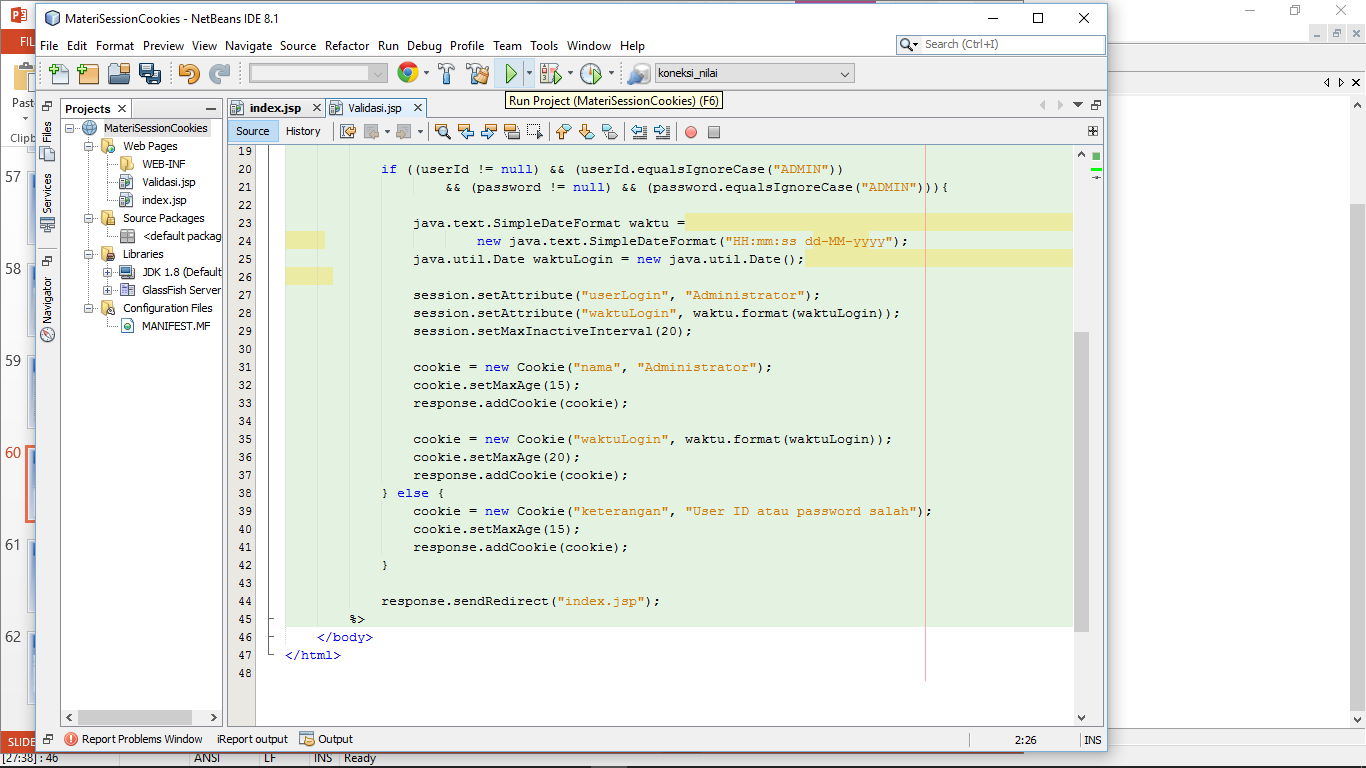 MateriSessionCookies - NetBeans IDE 8.1
FIL
File Edit Format Preview View Navigate Source Refactor Run Debug Profile Team Tools Window Help
Search (Ctrl+I)
koneksi_nilai
Run Project (MateriSessionCookies) (F6)
Past
Clipb
57
58
59
60
61
62
SLIDE
Files
Services
Navigator
Projects
MateriSessionCookies
Web Pages
WEB-INF
Validasi.jsp
index.jsp
Source Packages
<default packag
Libraries
JDK 1.8 (Default
GlassFish Server
Configuration Files
MANIFEST.MF
index.jsp Validasi.jsp
Source History
19
20 if ((userId != null) && (userId.equalsIgnoreCase("ADMIN"))
21 && (password != null) && (password.equalsIgnoreCase("ADMIN"))){
22
23 java.text.SimpleDateFormat waktu =
24 new java.text.SimpleDateFormat("HH:mm:ss dd-MM-yyyy");
25 java.util.Date waktuLogin = new java.util.Date();
26
27 session.setAttribute("userLogin", "Administrator");
28 session.setAttribute("waktuLogin", waktu.format(waktuLogin));
29 session.setMaxInactiveInterval(20);
30
31 cookie = new Cookie("nama", "Administrator");
32 cookie.setMaxAge(15);
33 response.addCookie(cookie);
34
35 cookie = new Cookie("waktuLogin", waktu.format(waktuLogin));
36 cookie.setMaxAge(20);
37 response.addCookie(cookie);
38 } else {
39 cookie = new Cookie("keterangan", "User ID atau password salah");
40 cookie.setMaxAge(15);
41 response.addCookie(cookie);
42 }
43
44 response.sendRedirect("index.jsp");
45 %>
46 </body>
47 </html>
48
Report Problems Window iReport output Output
2:26 INS
[27:38] : 46 ANSI LF INS Ready